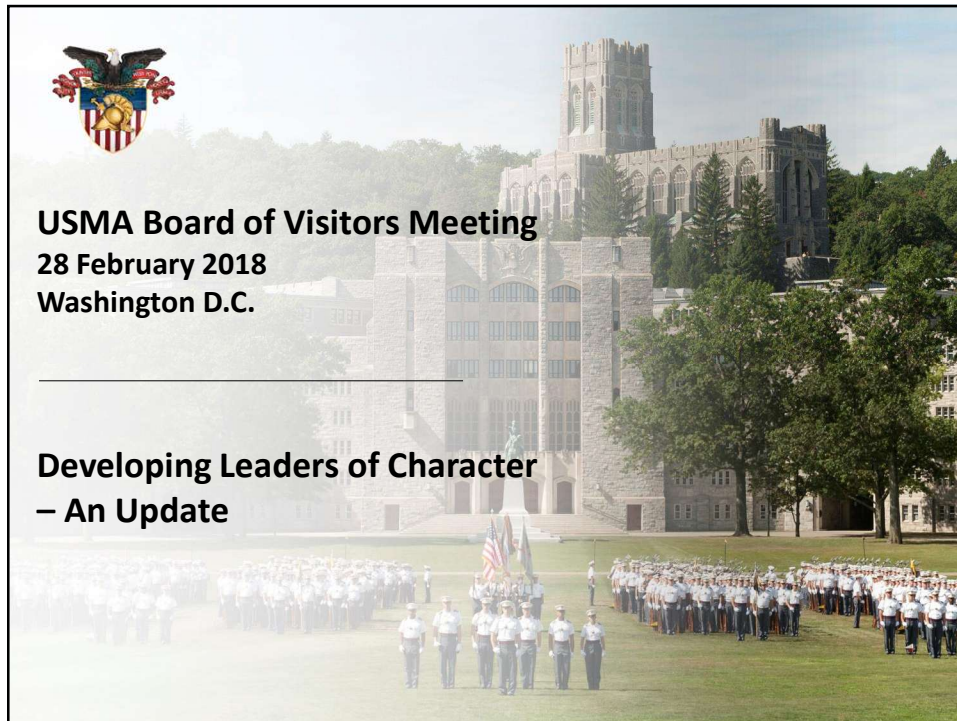 USMA Board of Visitors Meeting
28 February 2018
Washington D.C.
Developing Leaders of Character
– An Update